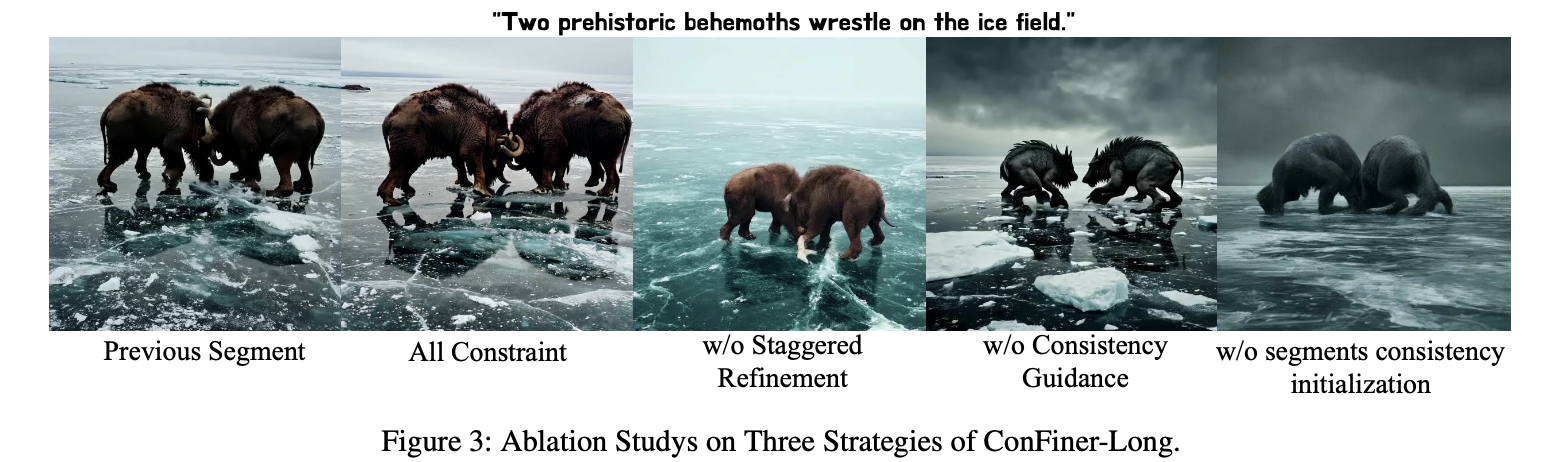 "Two prehistoric behemoths wrestle on the ice field."
Previous Segment
All Constraint
w/o Staggered
Refinement
w/o Consistency
Guidance
w/o segments consistency
initialization
Figure 3: Ablation Studys on Three Strategies of ConFiner-Long.